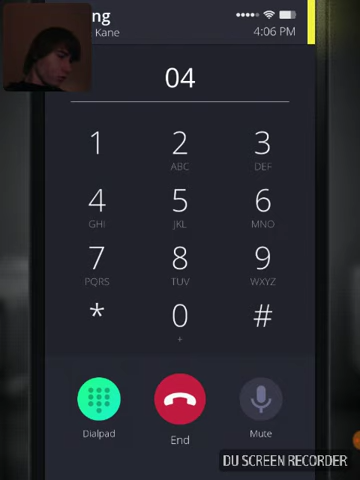 ng
Kane
4:06 PM
04
1 2 3
ABC DEF
4 5 6
GHI JKL MNO
7 8 9
PQRS TUV WXYZ
* 0 #
+
Dialpad End Mute
DU SCREEN RECORDER